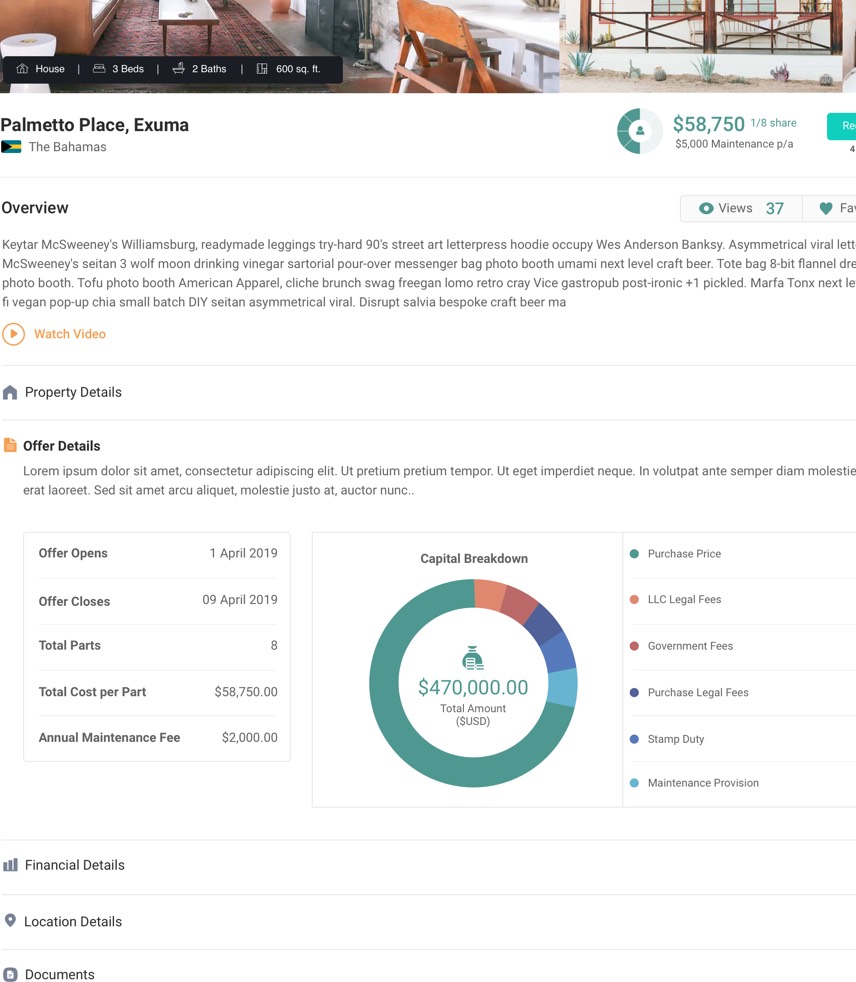 House | 3 Beds | 2 Baths | 600 sq. ft.
Palmetto Place, Exuma
The Bahamas
$58,750 1/8 share
$5,000 Maintenance p/a
Re
4
Overview
Views 37
Fav
Keytar McSweeney's Williamsburg, readymade leggings try-hard 90's street art letterpress hoodie occupy Wes Anderson Banksy. Asymmetrical viral lett
McSweeney's seitan 3 wolf moon drinking vinegar sartorial pour-over messenger bag photo booth umami next level craft beer. Tote bag 8-bit flannel dre
photo booth. Tofu photo booth American Apparel, cliche brunch swag freegan lomo retro cray Vice gastropub post-ironic +1 pickled. Marfa Tonx next le
fi vegan pop-up chia small batch DIY seitan asymmetrical viral. Disrupt salvia bespoke craft beer ma
Watch Video
Property Details
Offer Details
Lorem ipsum dolor sit amet, consectetur adipiscing elit. Ut pretium pretium tempor. Ut eget imperdiet neque. In volutpat ante semper diam molestie
erat laoreet. Sed sit amet arcu aliquet, molestie justo at, auctor nunc..
Offer Opens 1 April 2019
Offer Closes 09 April 2019
Total Parts 8
Total Cost per Part $58,750.00
Annual Maintenance Fee $2,000.00
Capital Breakdown
$470,000.00
Total Amount
($USD)
Purchase Price
LLC Legal Fees
Government Fees
Purchase Legal Fees
Stamp Duty
Maintenance Provision
Financial Details
Location Details
Documents